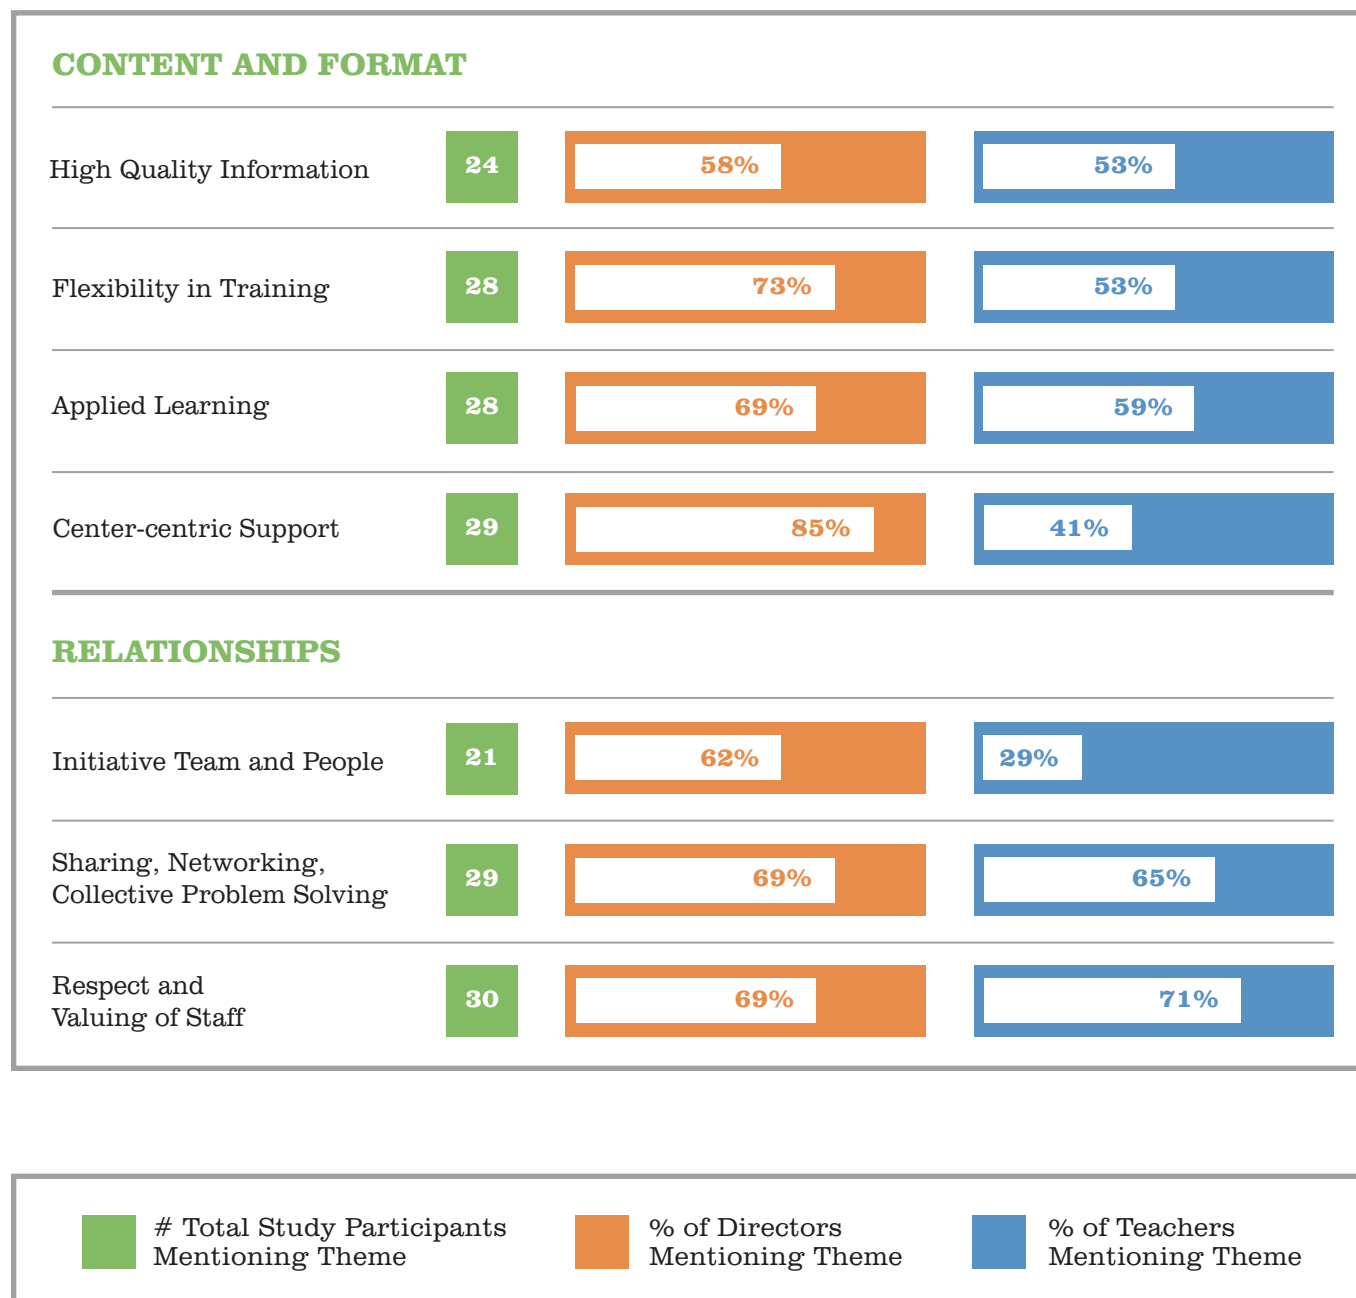 CONTENT AND FORMAT
High Quality Information 24 58% 53%
Flexibility in Training 28 73% 53%
Applied Learning 28 69% 59%
Center-centric Support 29 85% 41%
RELATIONSHIPS
Initiative Team and People 21 62% 29%
Sharing, Networking,
Collective Problem Solving 29 69% 65%
Respect and
Valuing of Staff 30 69% 71%
# Total Study Participants
Mentioning Theme
% of Directors
Mentioning Theme
% of Teachers
Mentioning Theme